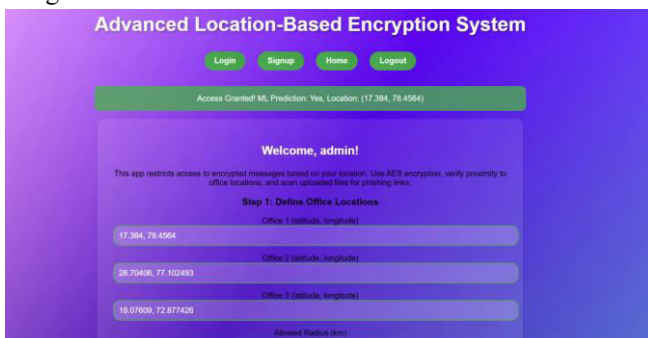 Advanced Location-Based Encryption System
Login Signup Home Logout
Access Granted! ML Prediction: Yes, Location: (17.384, 78.4564)
Welcome, admin!
This app restricts access to encrypted messages based on your location. Use AES encryption, verify proximity to
office locations, and scan uploaded files for phishing links.
Step 1: Define Office Locations
Office 1 (latitude, longitude)
17.384, 78.4564
Office 2 (latitude, longitude)
28.70406, 77.102493
Office 3 (latitude, longitude)
19.07609, 72.877426
Allowed Radius (km)